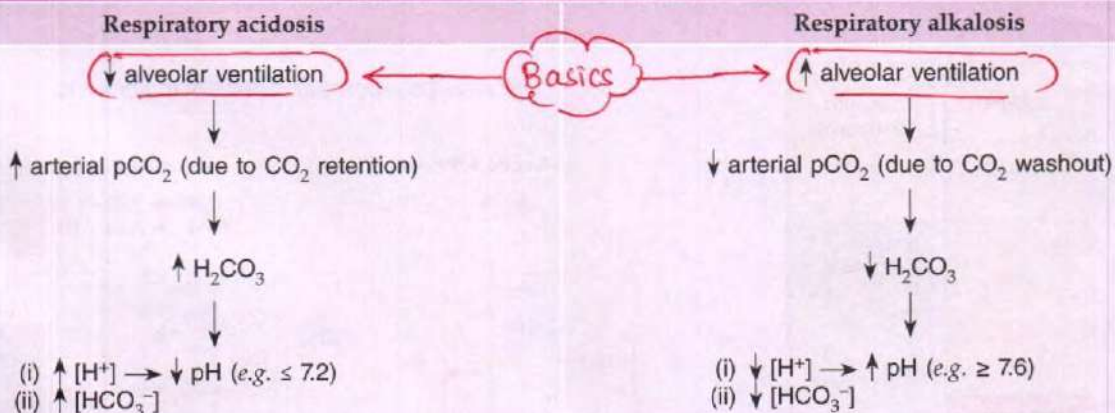 Respiratory acidosis
↓ alveolar ventilation
↑ arterial pCO₂ (due to CO₂ retention)
↑ H₂CO₃
(i) ↑ [H⁺] → ↓ pH (e.g. ≤ 7.2)
(ii) ↑ [HCO₃⁻]
Basics
Respiratory alkalosis
↑ alveolar ventilation
↓ arterial pCO₂ (due to CO₂ washout)
↓ H₂CO₃
(i) ↓ [H⁺] → ↑ pH (e.g. ≥ 7.6)
(ii) ↓ [HCO₃⁻]